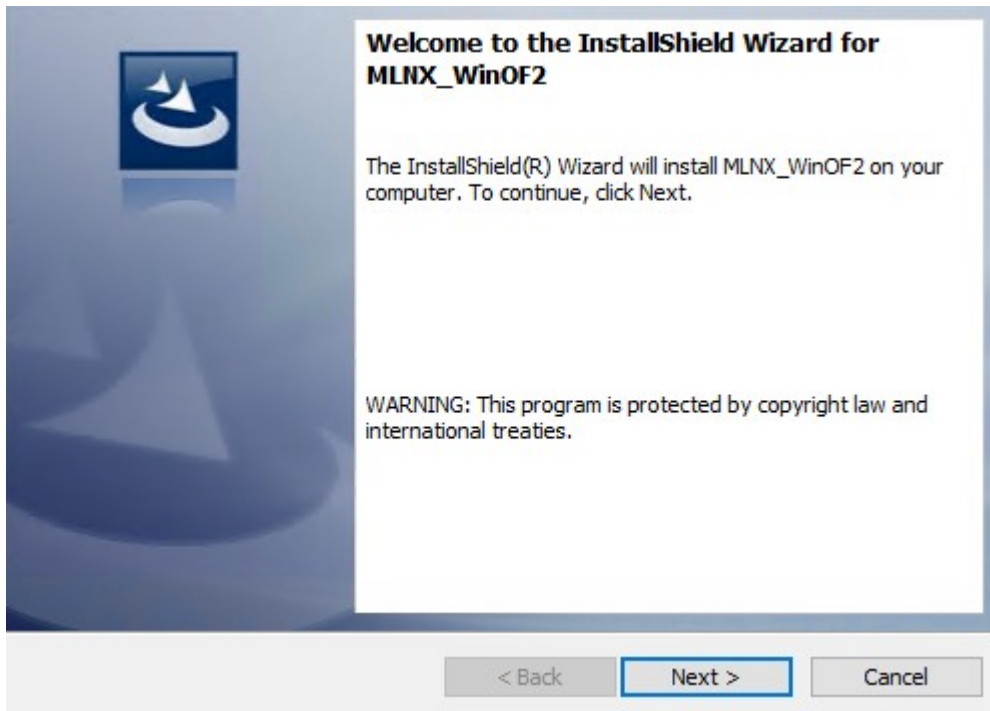 Welcome to the InstallShield Wizard for
MLNX_WinOF2
The InstallShield(R) Wizard will install MLNX_WinOF2 on your
computer. To continue, click Next.
WARNING: This program is protected by copyright law and
international treaties.
< Back
Next >
Cancel